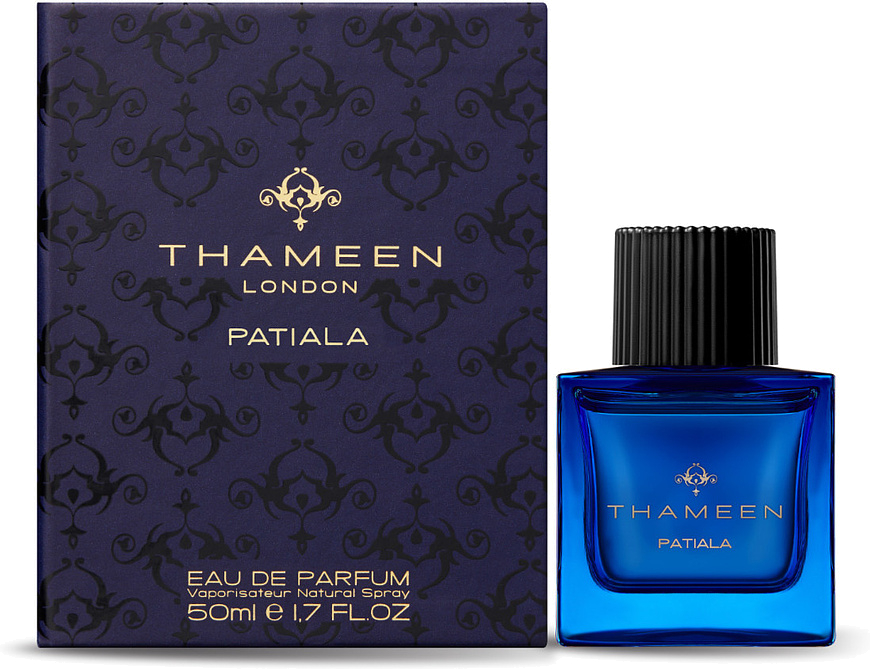 THAMEEN
LONDON
PATIALA
EAU DE PARFUM
Vaporisateur Natural Spray
50ml ℮ 1,7 FL.OZ
THAMEEN
PATIALA